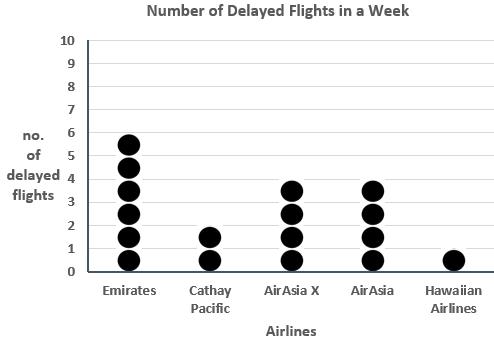 Number of Delayed Flights in a Week
10
9
8
7
6
5
4
3
2
1
0
no.
of
delayed
flights
Emirates
Cathay
Pacific
AirAsia X
AirAsia
Hawaiian
Airlines
Airlines